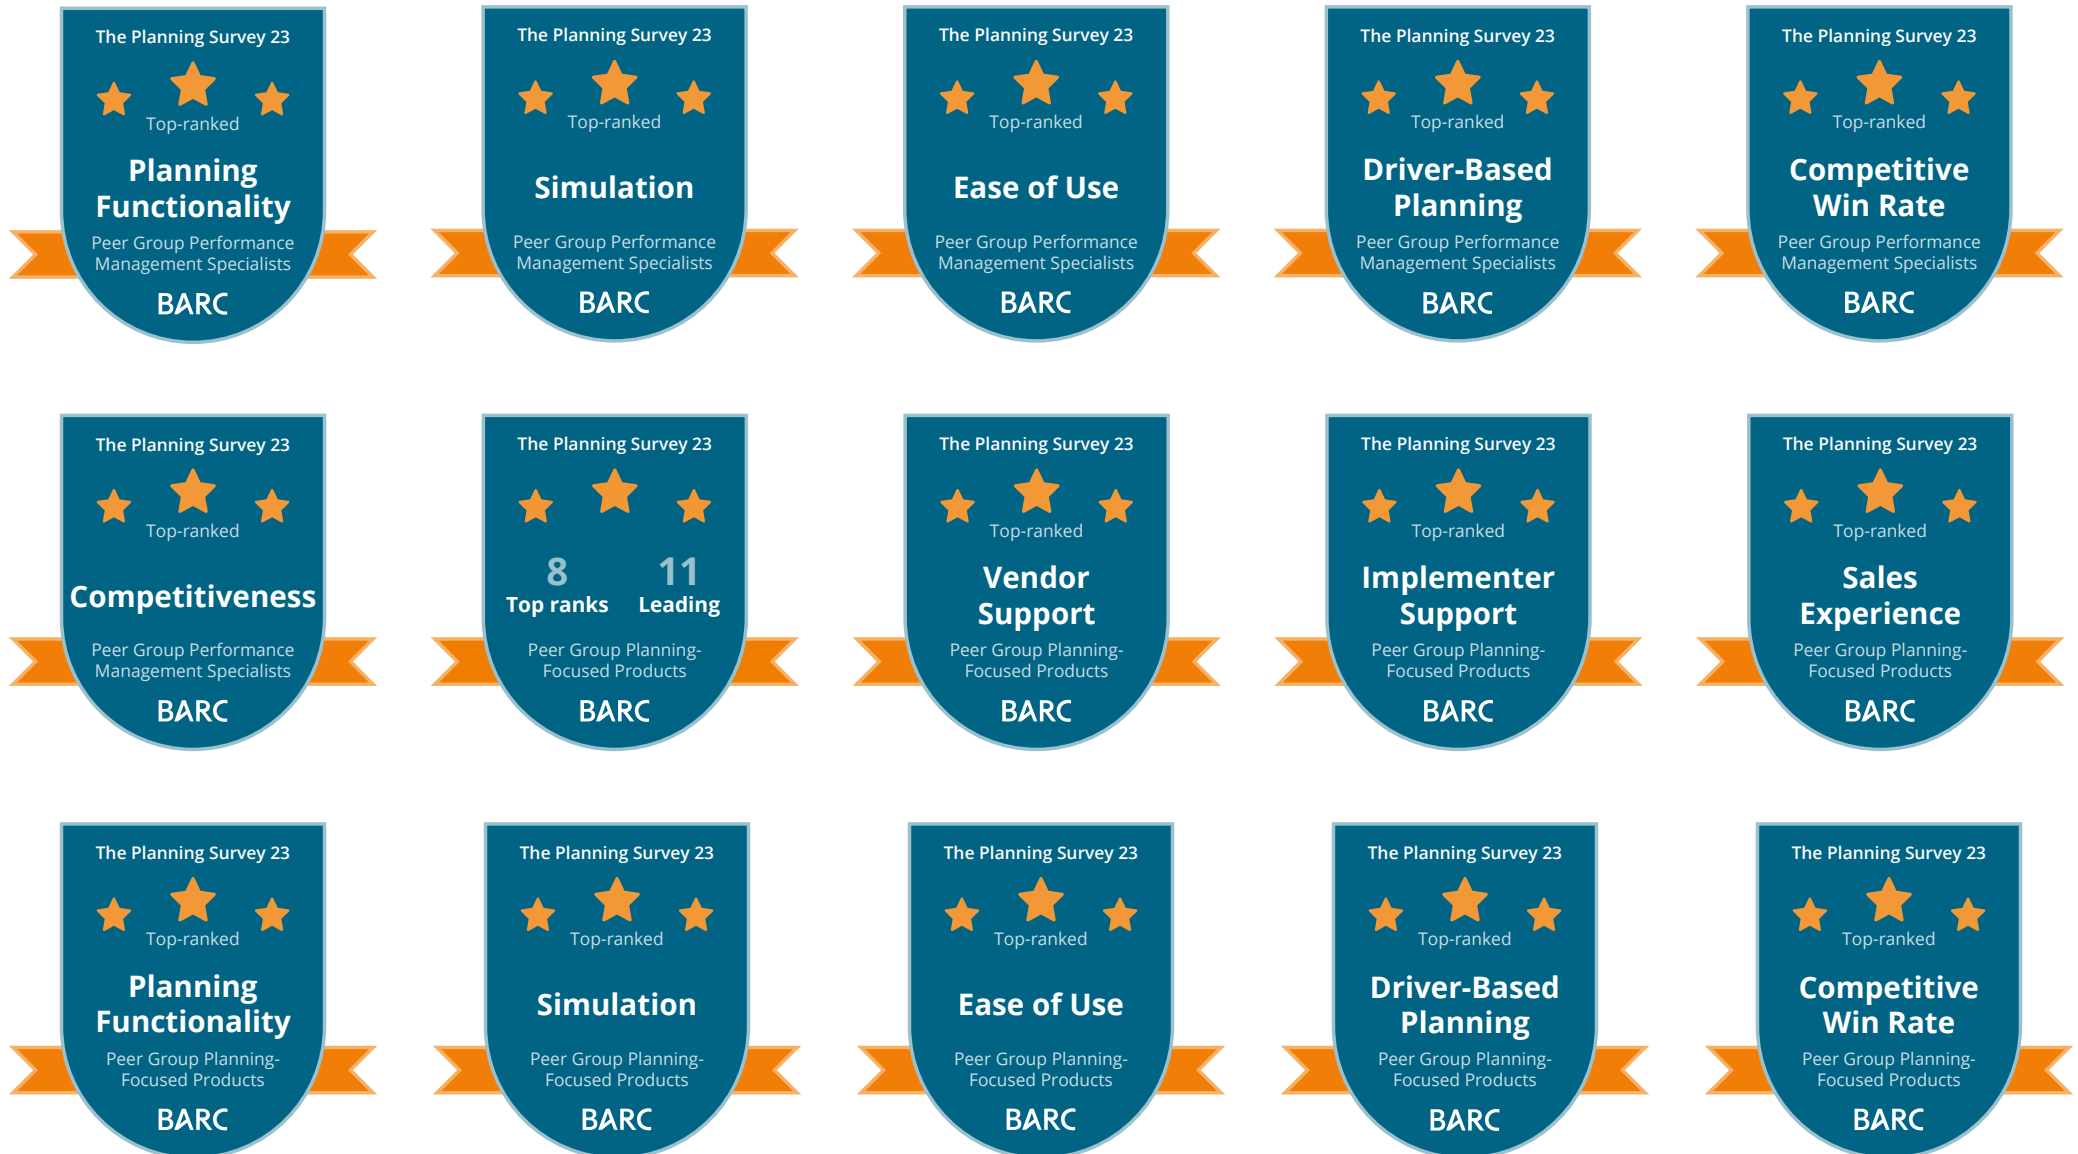 The Planning Survey 23
Top-ranked
Planning
Functionality
Peer Group Performance
Management Specialists
BARC
The Planning Survey 23
Top-ranked
Simulation
Peer Group Performance
Management Specialists
BARC
The Planning Survey 23
Top-ranked
Ease of Use
Peer Group Performance
Management Specialists
BARC
The Planning Survey 23
Top-ranked
Driver-Based
Planning
Peer Group Performance
Management Specialists
BARC
The Planning Survey 23
Top-ranked
Competitive
Win Rate
Peer Group Performance
Management Specialists
BARC
The Planning Survey 23
Top-ranked
Competitiveness
Peer Group Performance
Management Specialists
BARC
The Planning Survey 23
8 11
Top ranks Leading
Peer Group Planning-
Focused Products
BARC
The Planning Survey 23
Top-ranked
Vendor
Support
Peer Group Planning-
Focused Products
BARC
The Planning Survey 23
Top-ranked
Implementer
Support
Peer Group Planning-
Focused Products
BARC
The Planning Survey 23
Top-ranked
Sales
Experience
Peer Group Planning-
Focused Products
BARC
The Planning Survey 23
Top-ranked
Planning
Functionality
Peer Group Planning-
Focused Products
BARC
The Planning Survey 23
Top-ranked
Simulation
Peer Group Planning-
Focused Products
BARC
The Planning Survey 23
Top-ranked
Ease of Use
Peer Group Planning-
Focused Products
BARC
The Planning Survey 23
Top-ranked
Driver-Based
Planning
Peer Group Planning-
Focused Products
BARC
The Planning Survey 23
Top-ranked
Competitive
Win Rate
Peer Group Planning-
Focused Products
BARC